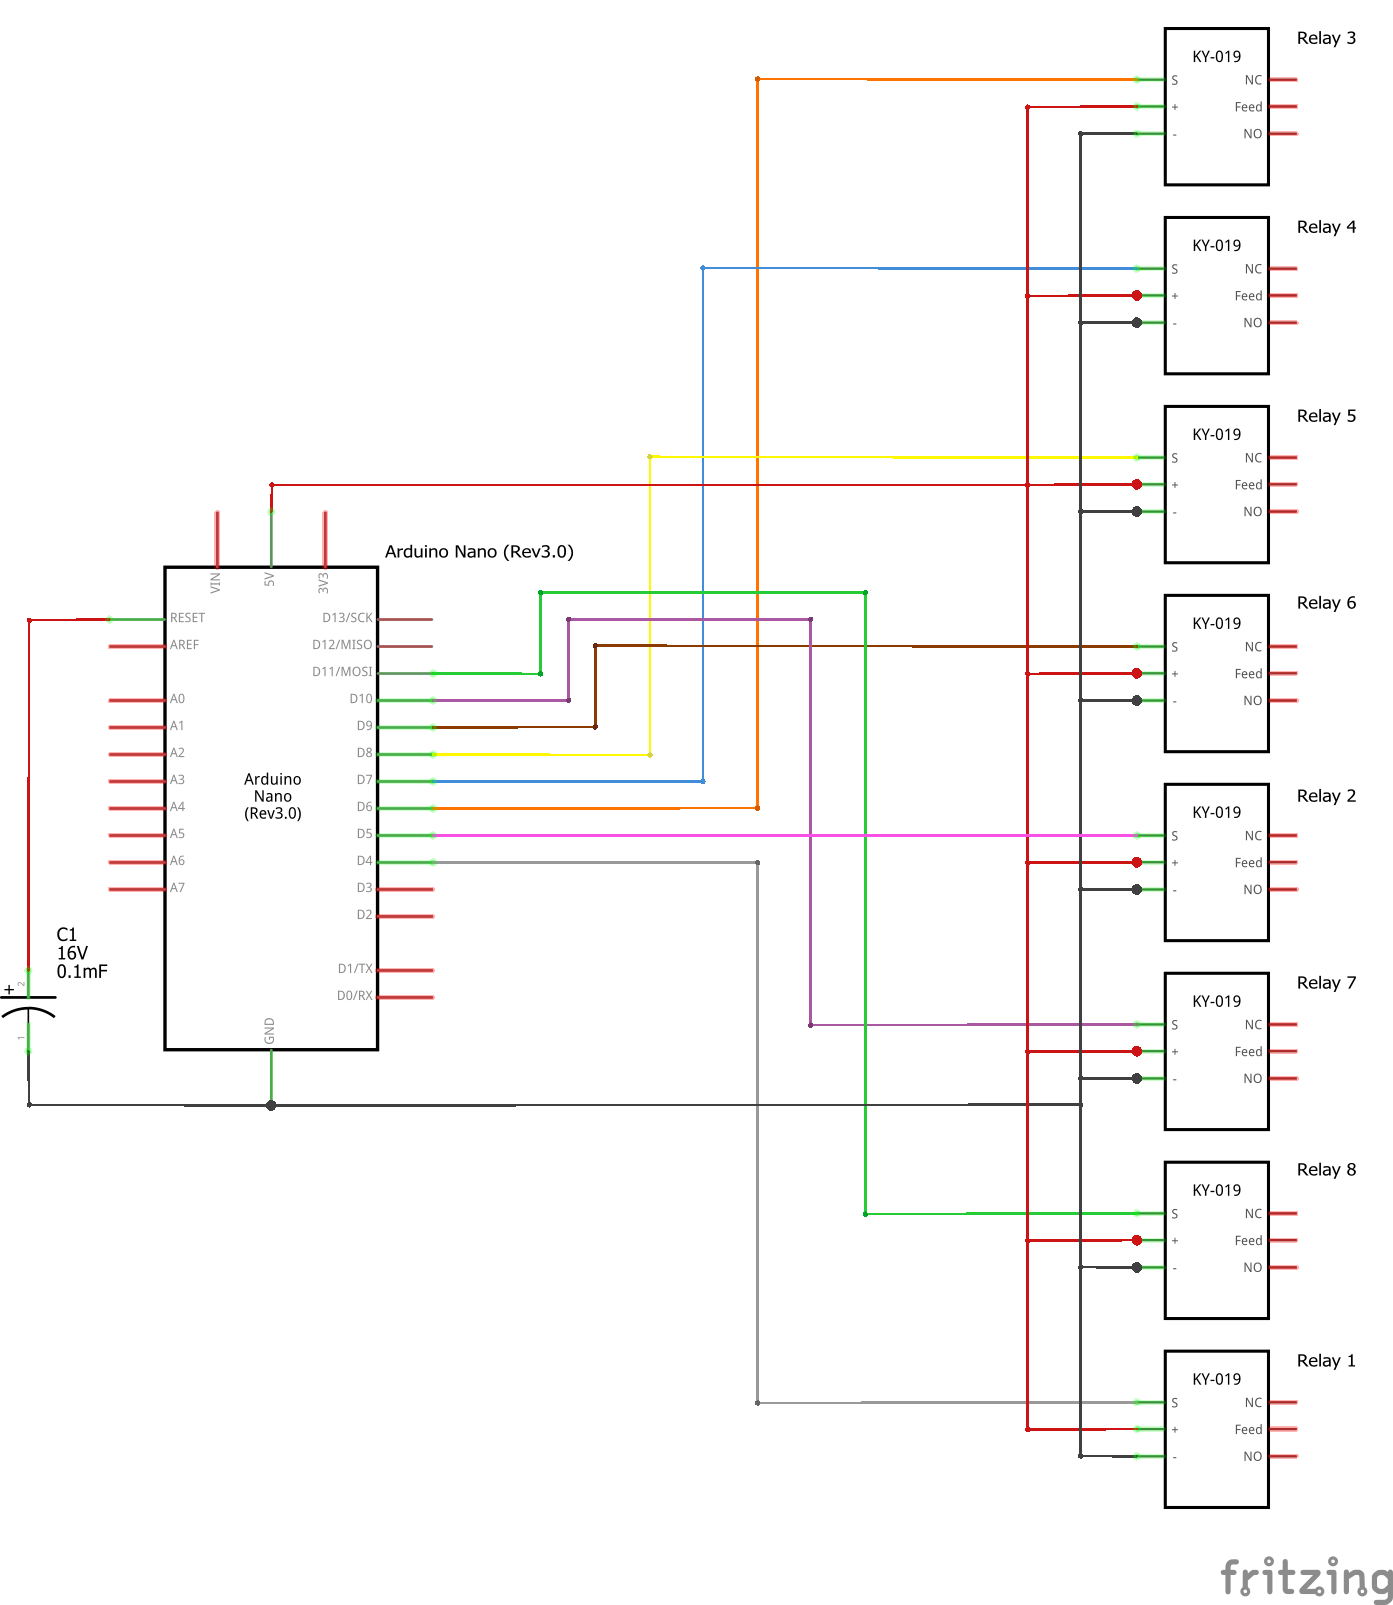 Relay 3
KY-019
S
NC
+
Feed
-
NO
Relay 4
KY-019
S
NC
+
Feed
-
NO
Relay 5
KY-019
S
NC
+
Feed
-
NO
Arduino Nano (Rev3.0)
VIN
5V
3V3
RESET
D13/SCK
AREF
D12/MISO
D11/MOSI
A0
D10
A1
D9
A2
D8
A3
D7
A4
D6
A5
D5
A6
D4
A7
D3
D2
D1/TX
D0/RX
GND
Arduino
Nano
(Rev3.0)
C1
16V
0.1mF
+
2
1
Relay 6
KY-019
S
NC
+
Feed
-
NO
Relay 2
KY-019
S
NC
+
Feed
-
NO
Relay 7
KY-019
S
NC
+
Feed
-
NO
Relay 8
KY-019
S
NC
+
Feed
-
NO
Relay 1
KY-019
S
NC
+
Feed
-
NO
fritzing